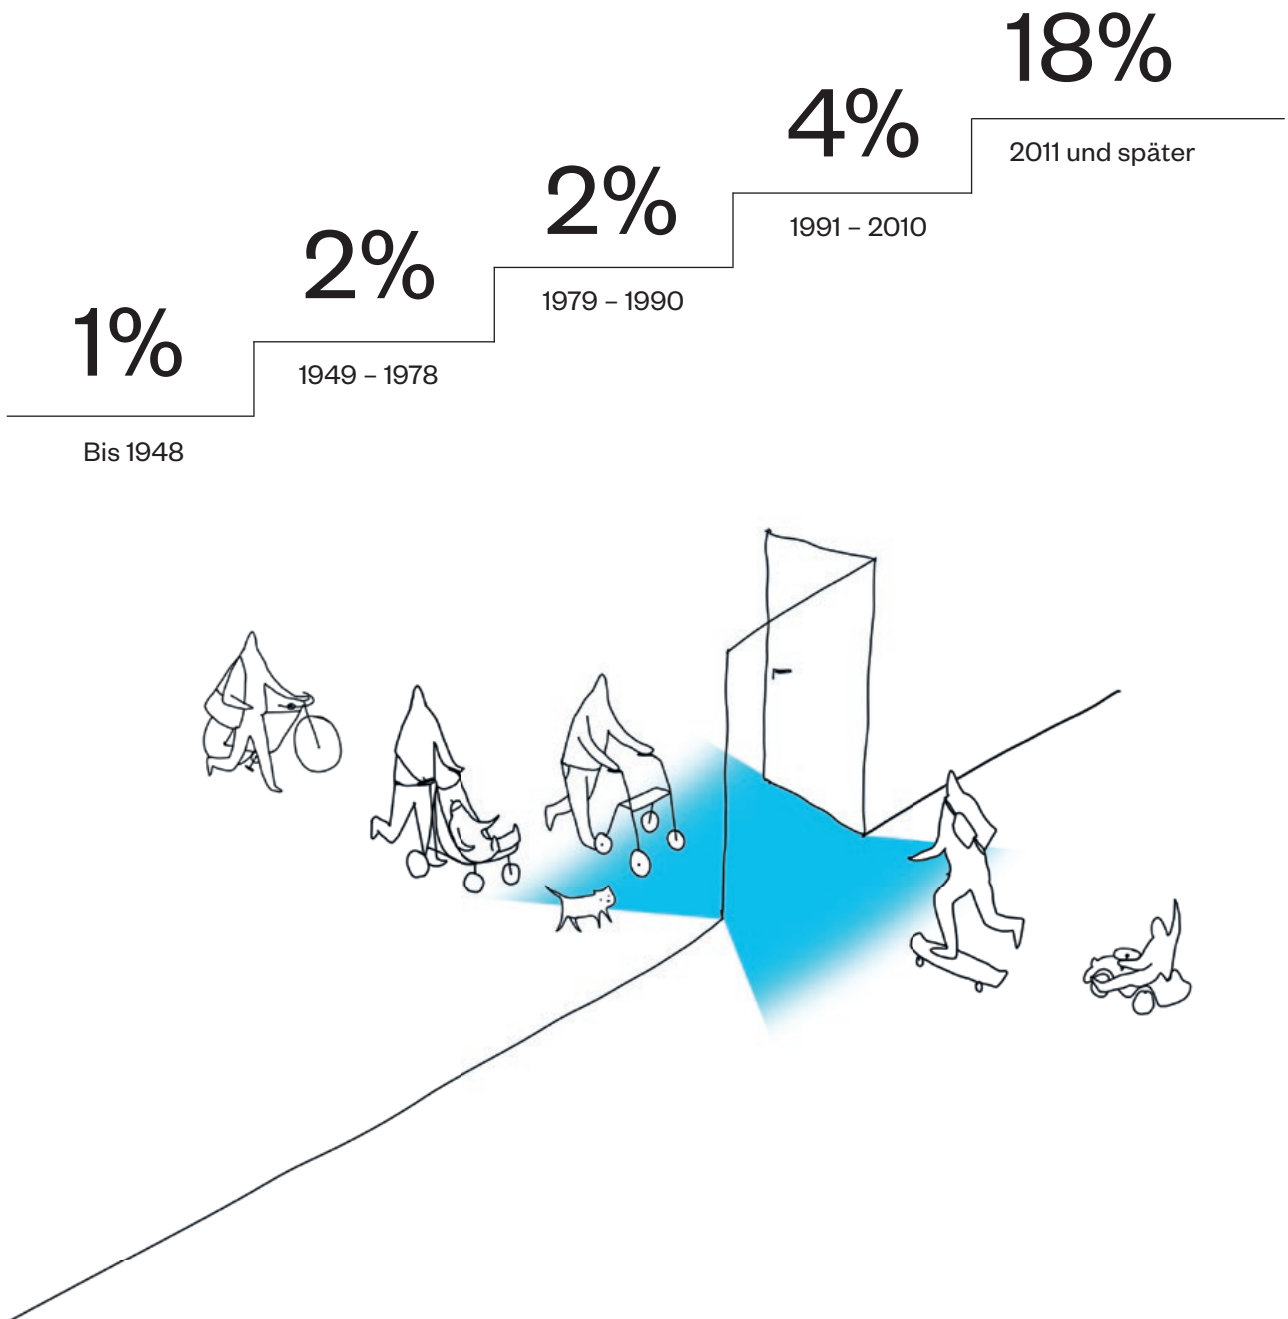 1%
Bis 1948
2%
1949 – 1978
2%
1979 – 1990
4%
1991 – 2010
18%
2011 und später